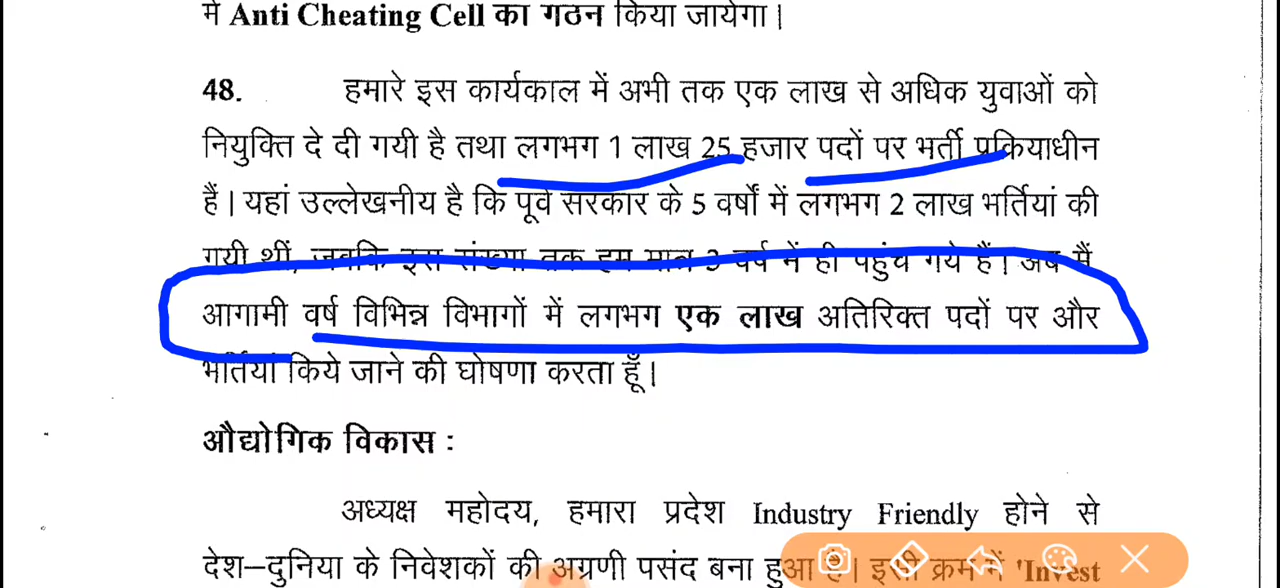 में Anti Cheating Cell का गठन किया जायेगा।
48. हमारे इस कार्यकाल में अभी तक एक लाख से अधिक युवाओं को
नियुक्ति दे दी गयी है तथा लगभग 1 लाख 25 हजार पदों पर भर्ती प्रक्रियाधीन
हैं। यहां उल्लेखनीय है कि पूर्व सरकार के 5 वर्षों में लगभग 2 लाख भर्तियां की
गयी थीं, जबकि इस संख्या तक हम मात्र 3 वर्ष में ही पहुंच गये हैं। अब मैं
आगामी वर्ष विभिन्न विभागों में लगभग एक लाख अतिरिक्त पदों पर और
भर्तियां किये जाने की घोषणा करता हूँ।
औद्योगिक विकास :
अध्यक्ष महोदय, हमारा प्रदेश Industry Friendly होने से
देश–दुनिया के निवेशकों की अग्रणी पसंद बना हुआ है। इसी क्रम में 'Invest